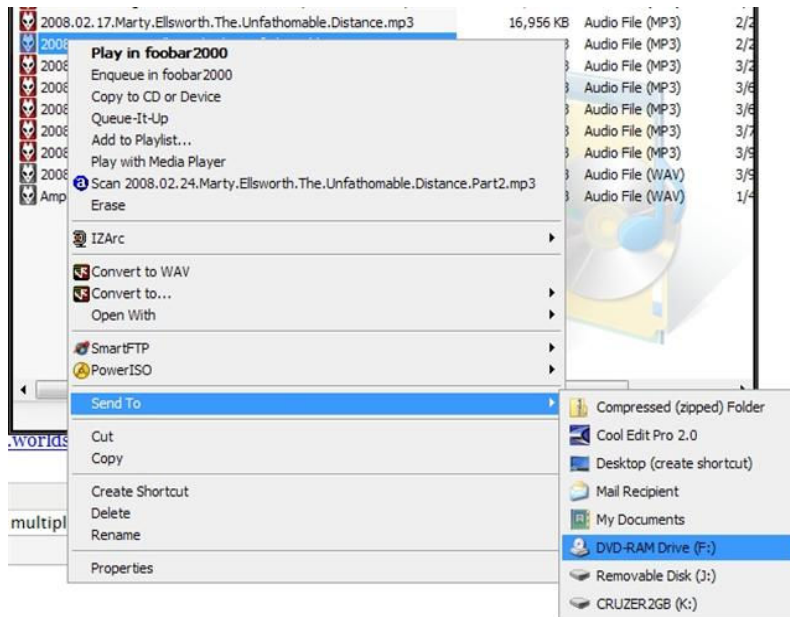 2008.02.17.Marty.Ellsworth.The.Unfathomable.Distance.mp3 16,956 KB Audio File (MP3) 2/2
2008 Audio File (MP3) 2/2
2008 Audio File (MP3) 3/2
2008 Audio File (MP3) 3/6
2008 Audio File (MP3) 3/6
2008 Audio File (MP3) 3/7
2008 Audio File (MP3) 3/9
2008 Audio File (WAV) 3/9
Amp Audio File (WAV) 1/4
Play in foobar2000
Enqueue in foobar2000
Copy to CD or Device
Queue-It-Up
Add to Playlist...
Play with Media Player
Scan 2008.02.24.Marty.Ellsworth.The.Unfathomable.Distance.Part2.mp3
Erase
IZArc
Convert to WAV
Convert to...
Open With
SmartFTP
PowerISO
Send To
Cut
Copy
Create Shortcut
Delete
Rename
Properties
.worlds
multipl
Compressed (zipped) Folder
Cool Edit Pro 2.0
Desktop (create shortcut)
Mail Recipient
My Documents
DVD-RAM Drive (F:)
Removable Disk (J:)
CRUZER2GB (K:)